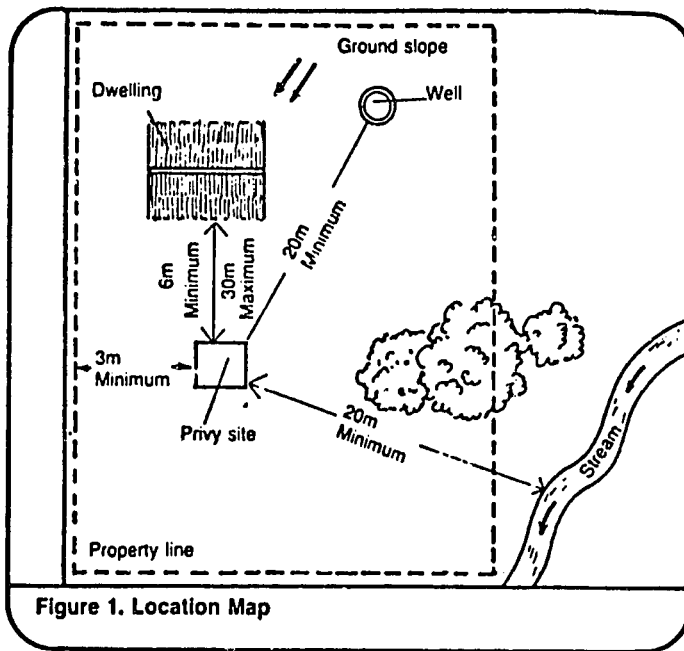 Ground slope
Well
Dwelling
20m
Minimum
6m
Minimum
30m
Maximum
3m
Minimum
Privy site
20m
Minimum
Stream
Property line
Figure 1. Location Map